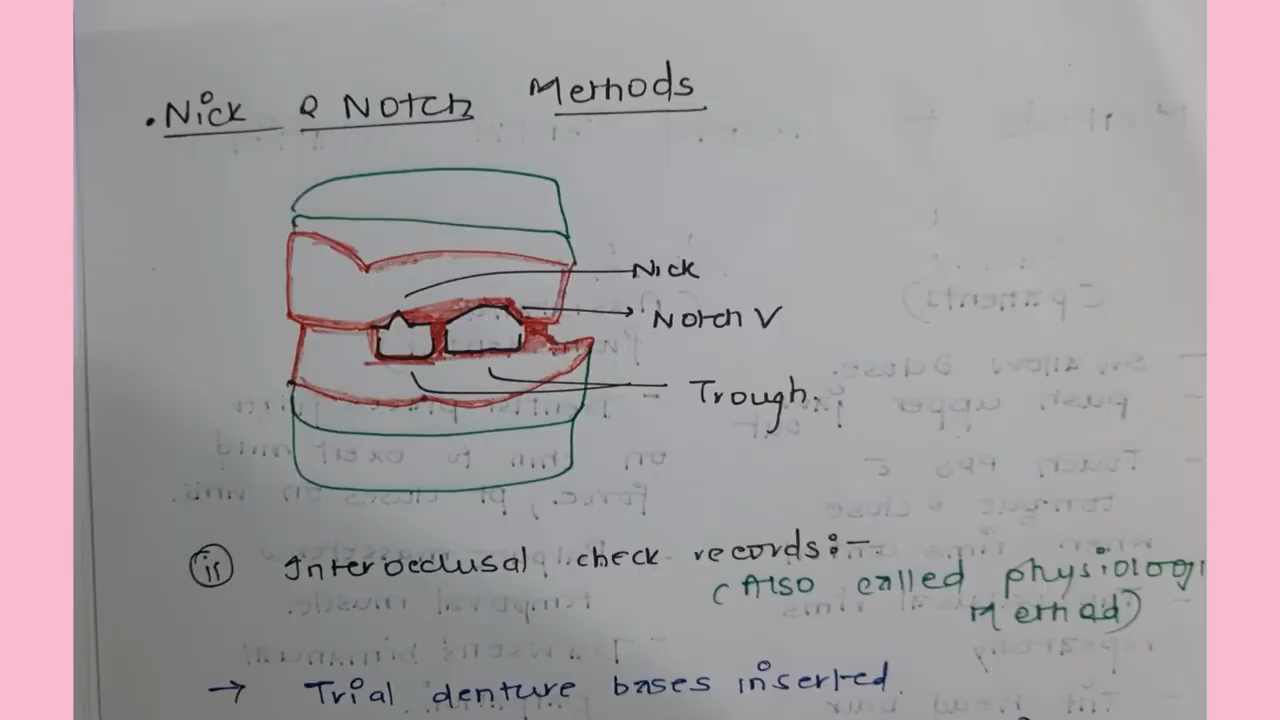 . Nick & Notch Methods
Nick
Notch V
Trough.
ii Interocclusal check records:-
(Also called physiologi
Method)
→ Trial denture bases inserted.